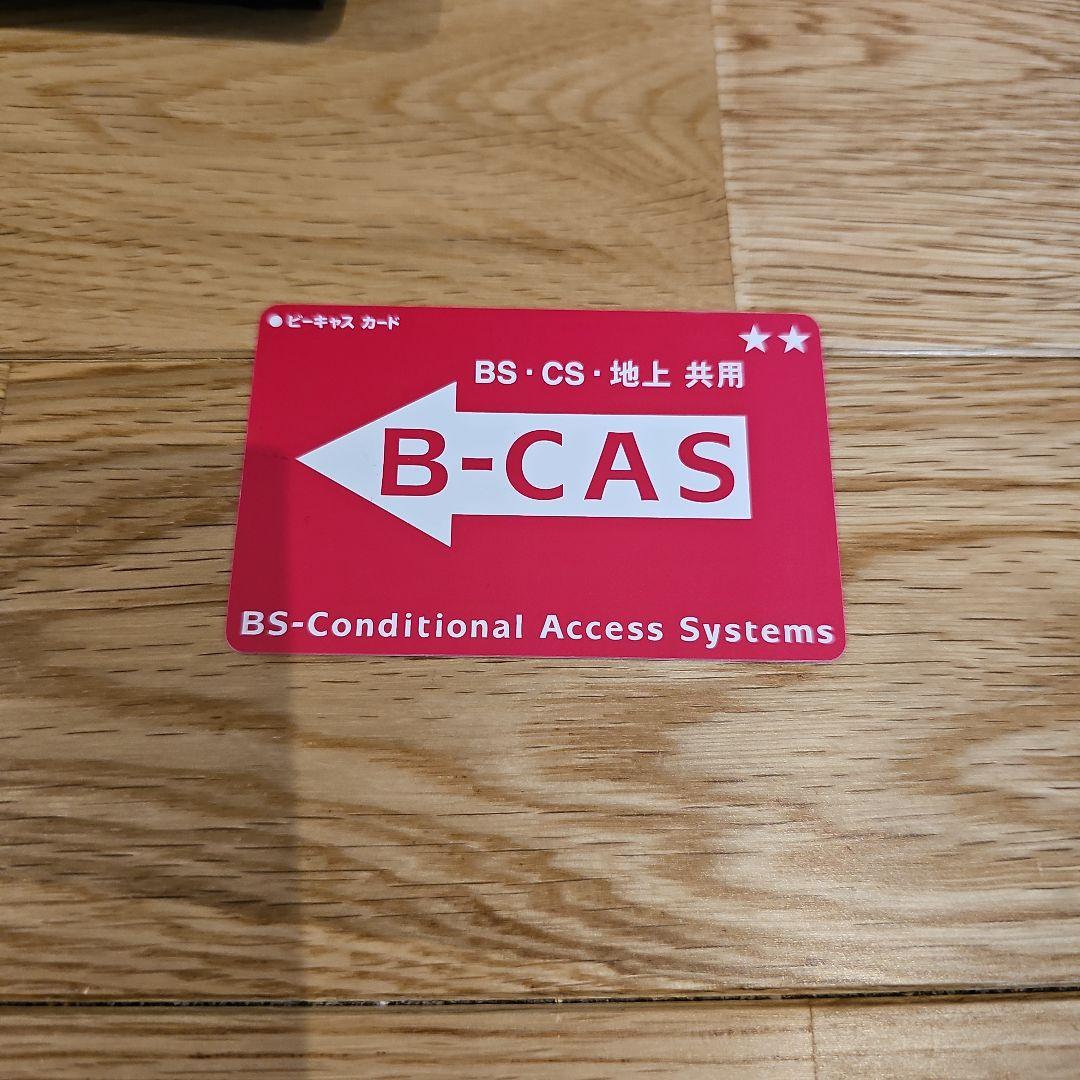 ●ビーキャス カード
★★
BS・CS・地上 共用
B-CAS
BS-Conditional Access Systems